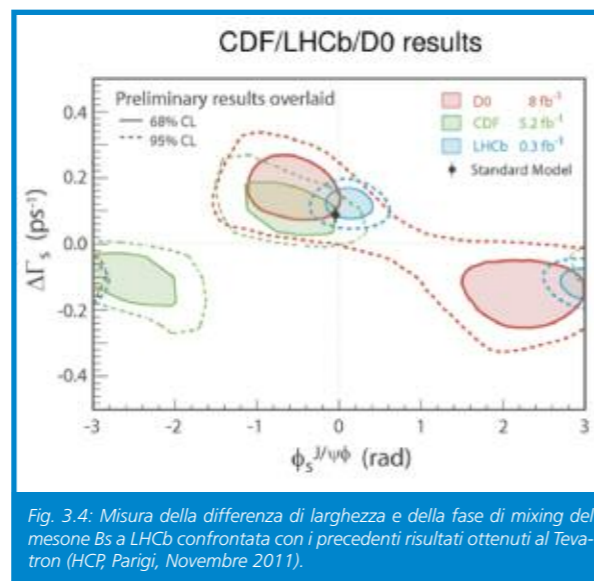 CDF/LHCb/D0 results
Preliminary results overlaid
68% CL
95% CL
D0 8 fb⁻¹
CDF 5.2 fb⁻¹
LHCb 0.3 fb⁻¹
Standard Model
ΔΓs (ps⁻¹)
0.4
0.2
0.0
-0.2
-0.4
-3 -2 -1 0 1 2 3
ϕs J/ψϕ (rad)
Fig. 3.4: Misura della differenza di larghezza e della fase di mixing del
mesone Bs a LHCb confrontata con i precedenti risultati ottenuti al Teva-
tron (HCP, Parigi, Novembre 2011).